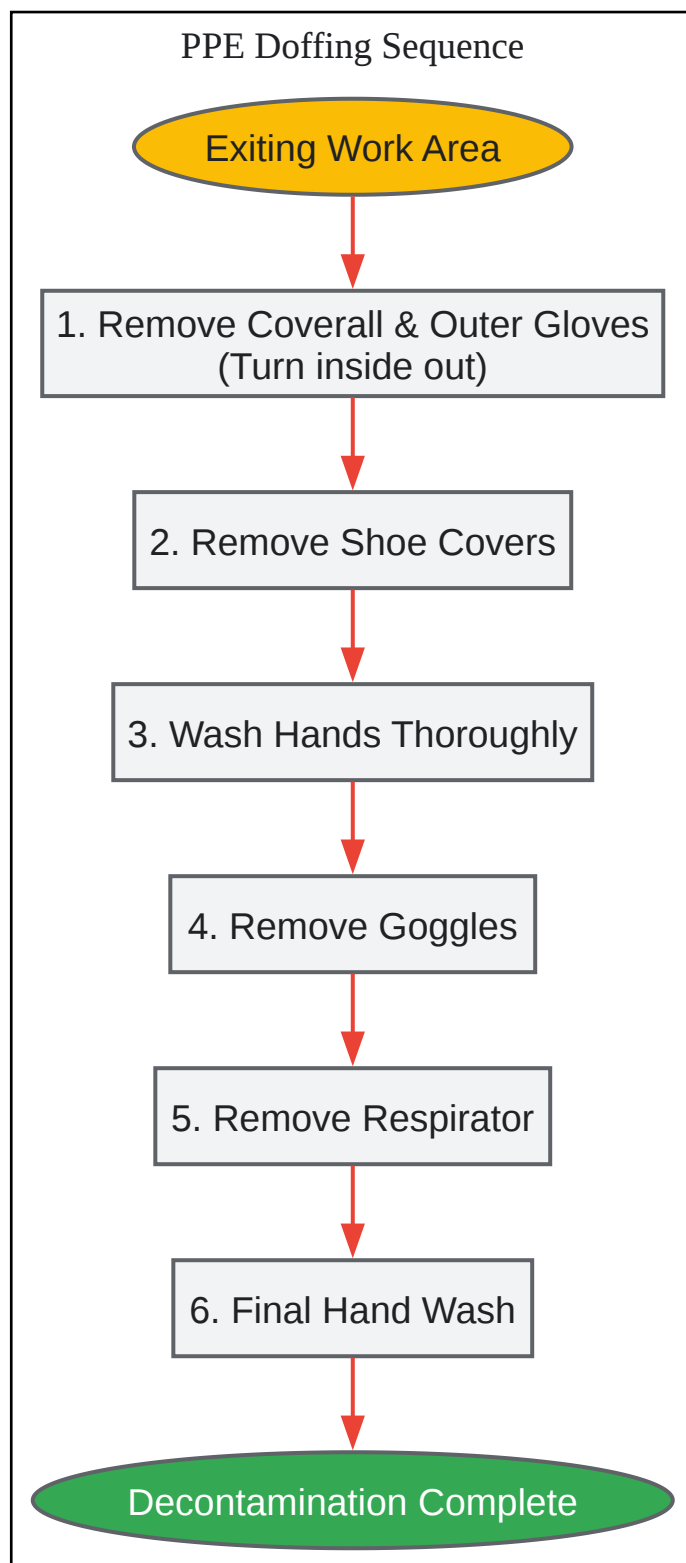 PPE Doffing Sequence
Exiting Work Area
1. Remove Coverall & Outer Gloves
(Turn inside out)
2. Remove Shoe Covers
3. Wash Hands Thoroughly
4. Remove Goggles
5. Remove Respirator
6. Final Hand Wash
Decontamination Complete